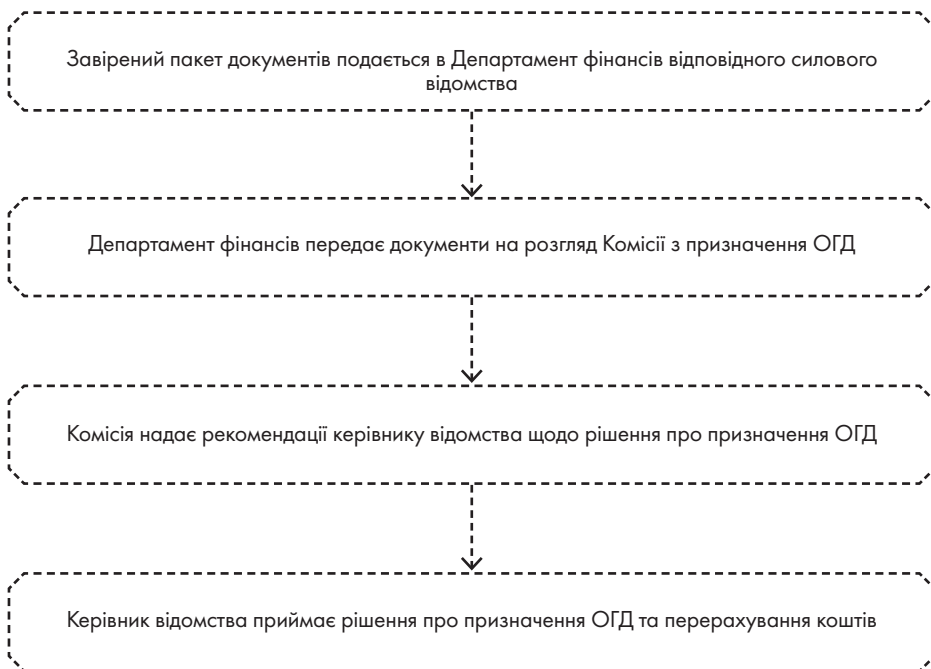 Завірений пакет документів подається в Департамент фінансів відповідного силового
відомства
Департамент фінансів передає документи на розгляд Комісії з призначення ОГД
Комісія надає рекомендації керівнику відомства щодо рішення про призначення ОГД
Керівник відомства приймає рішення про призначення ОГД та перерахування коштів